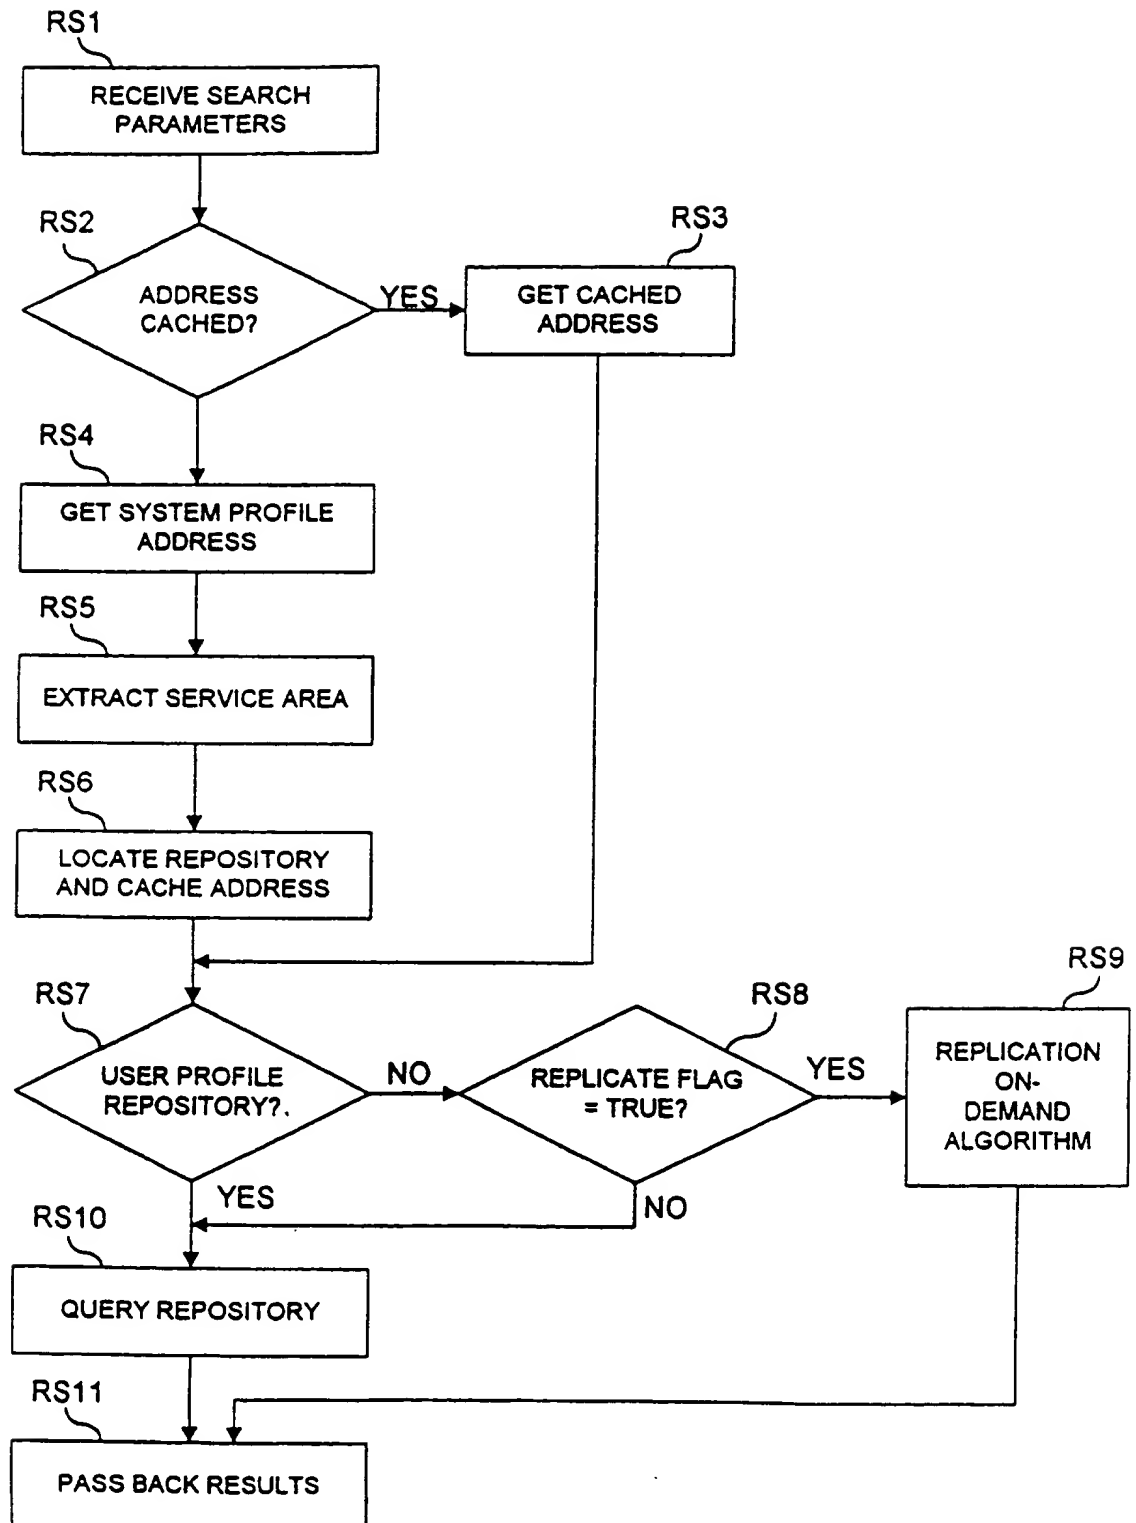 RS1
RECEIVE SEARCH
PARAMETERS
RS2
ADDRESS
CACHED?
YES
RS3
GET CACHED
ADDRESS
RS4
GET SYSTEM PROFILE
ADDRESS
RS5
EXTRACT SERVICE AREA
RS6
LOCATE REPOSITORY
AND CACHE ADDRESS
RS7
USER PROFILE
REPOSITORY?.
NO
RS8
REPLICATE FLAG
= TRUE?
YES
RS9
REPLICATION
ON-
DEMAND
ALGORITHM
YES
NO
RS10
QUERY REPOSITORY
RS11
PASS BACK RESULTS